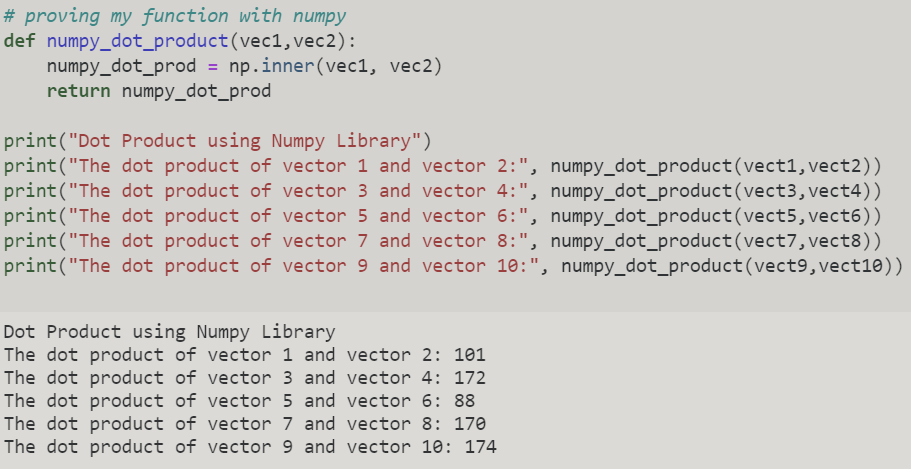 # proving my function with numpy
def numpy_dot_product(vec1,vec2):
    numpy_dot_prod = np.inner(vec1, vec2)
    return numpy_dot_prod
print("Dot Product using Numpy Library")
print("The dot product of vector 1 and vector 2:", numpy_dot_product(vect1,vect2))
print("The dot product of vector 3 and vector 4:", numpy_dot_product(vect3,vect4))
print("The dot product of vector 5 and vector 6:", numpy_dot_product(vect5,vect6))
print("The dot product of vector 7 and vector 8:", numpy_dot_product(vect7,vect8))
print("The dot product of vector 9 and vector 10:", numpy_dot_product(vect9,vect10))
Dot Product using Numpy Library
The dot product of vector 1 and vector 2: 101
The dot product of vector 3 and vector 4: 172
The dot product of vector 5 and vector 6: 88
The dot product of vector 7 and vector 8: 170
The dot product of vector 9 and vector 10: 174